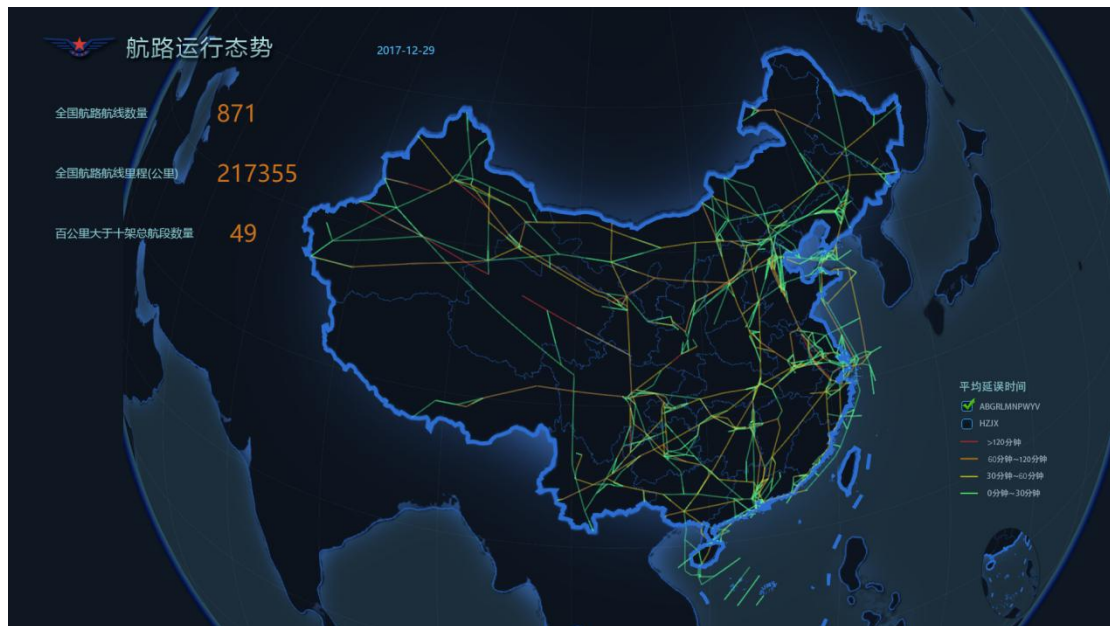 航路运行态势
2017-12-29
全国航路航线数量 871
全国航路航线里程(公里) 217355
百公里大于十架总航段数量 49
平均延误时间
ABGRLMNPWYV
HZJX
>120分钟
60分钟~120分钟
30分钟~60分钟
0分钟~30分钟